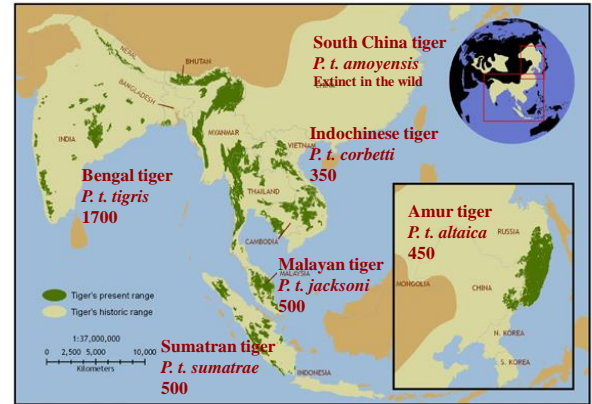 South China tiger
P. t. amoyensis
Extinct in the wild
NEPAL
BHUTAN
BANGLADESH
INDIA
MYANMAR
Indochinese tiger
VIETNAM
P. t. corbetti
350
Bengal tiger
P. t. tigris
1700
THAILAND
CAMBODIA
Amur tiger
P. t. altaica
450
RUSSIA
MONGOLIA
CHINA
N. KOREA
S. KOREA
Malayan tiger
MALAYSIA
P. t. jacksoni
500
Tiger's present range
Tiger's historic range
1:37,000,000
0 2,500 5,000 10,000
Kilometers
Sumatran tiger
P. t. sumatrae
500
INDONESIA